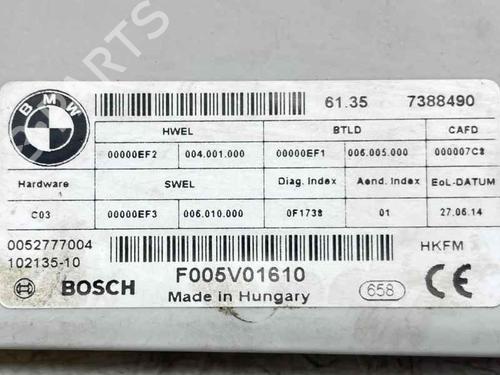 BMW
61.35 7388490
HWEL BTLD CAFD
00000EF2 004.001.000 00000EF1 006.005.000 000007C8
Hardware SWEL Diag. Index Aend. Index EoL-DATUM
C03 00000EF3 006.010.000 0F1738 01 27.06.14
0052777004 HKFM
102135-10
BOSCH F005V01610 658 CE
Made in Hungary